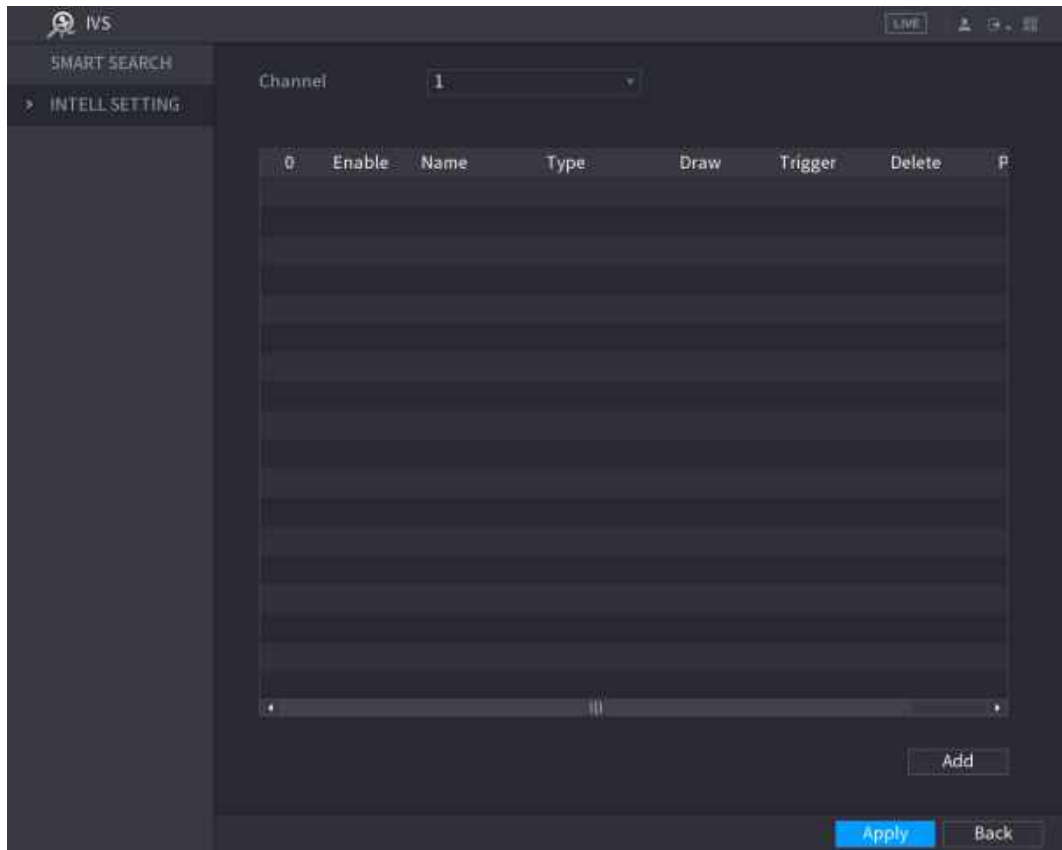 IVS
LIVE
SMART SEARCH
INTELL SETTING
Channel
1
0 Enable Name Type Draw Trigger Delete P
Add
Apply Back